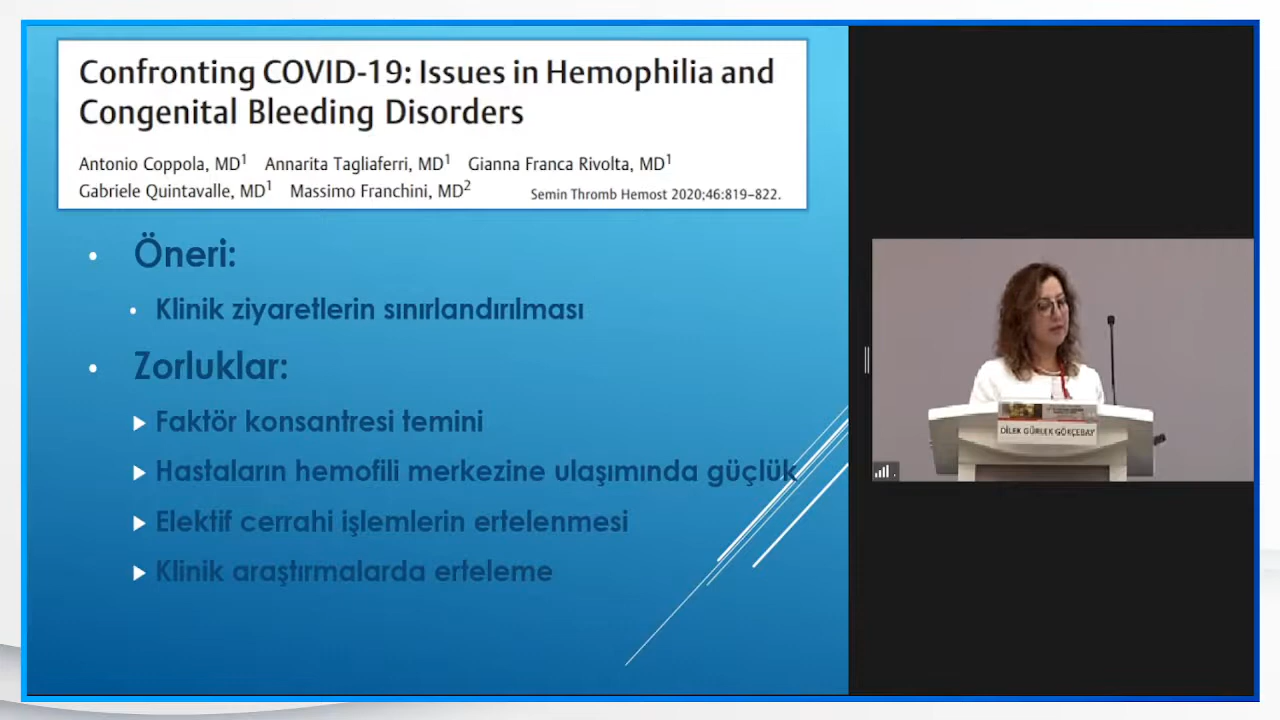 Confronting COVID-19: Issues in Hemophilia and
Congenital Bleeding Disorders
Antonio Coppola, MD1 Annarita Tagliaferri, MD1 Gianna Franca Rivolta, MD1
Gabriele Quintavalle, MD1 Massimo Franchini, MD2
Semin Thromb Hemost 2020;46:819–822.
Öneri:
Klinik ziyaretlerin sınırlandırılması
Zorluklar:
Faktör konsantresi temini
Hastaların hemofili merkezine ulaşımında güçlük
Elektif cerrahi işlemlerin ertelenmesi
Klinik araştırmalarda erteleme
DİLEK GÜRLEK GÖKÇEBAY